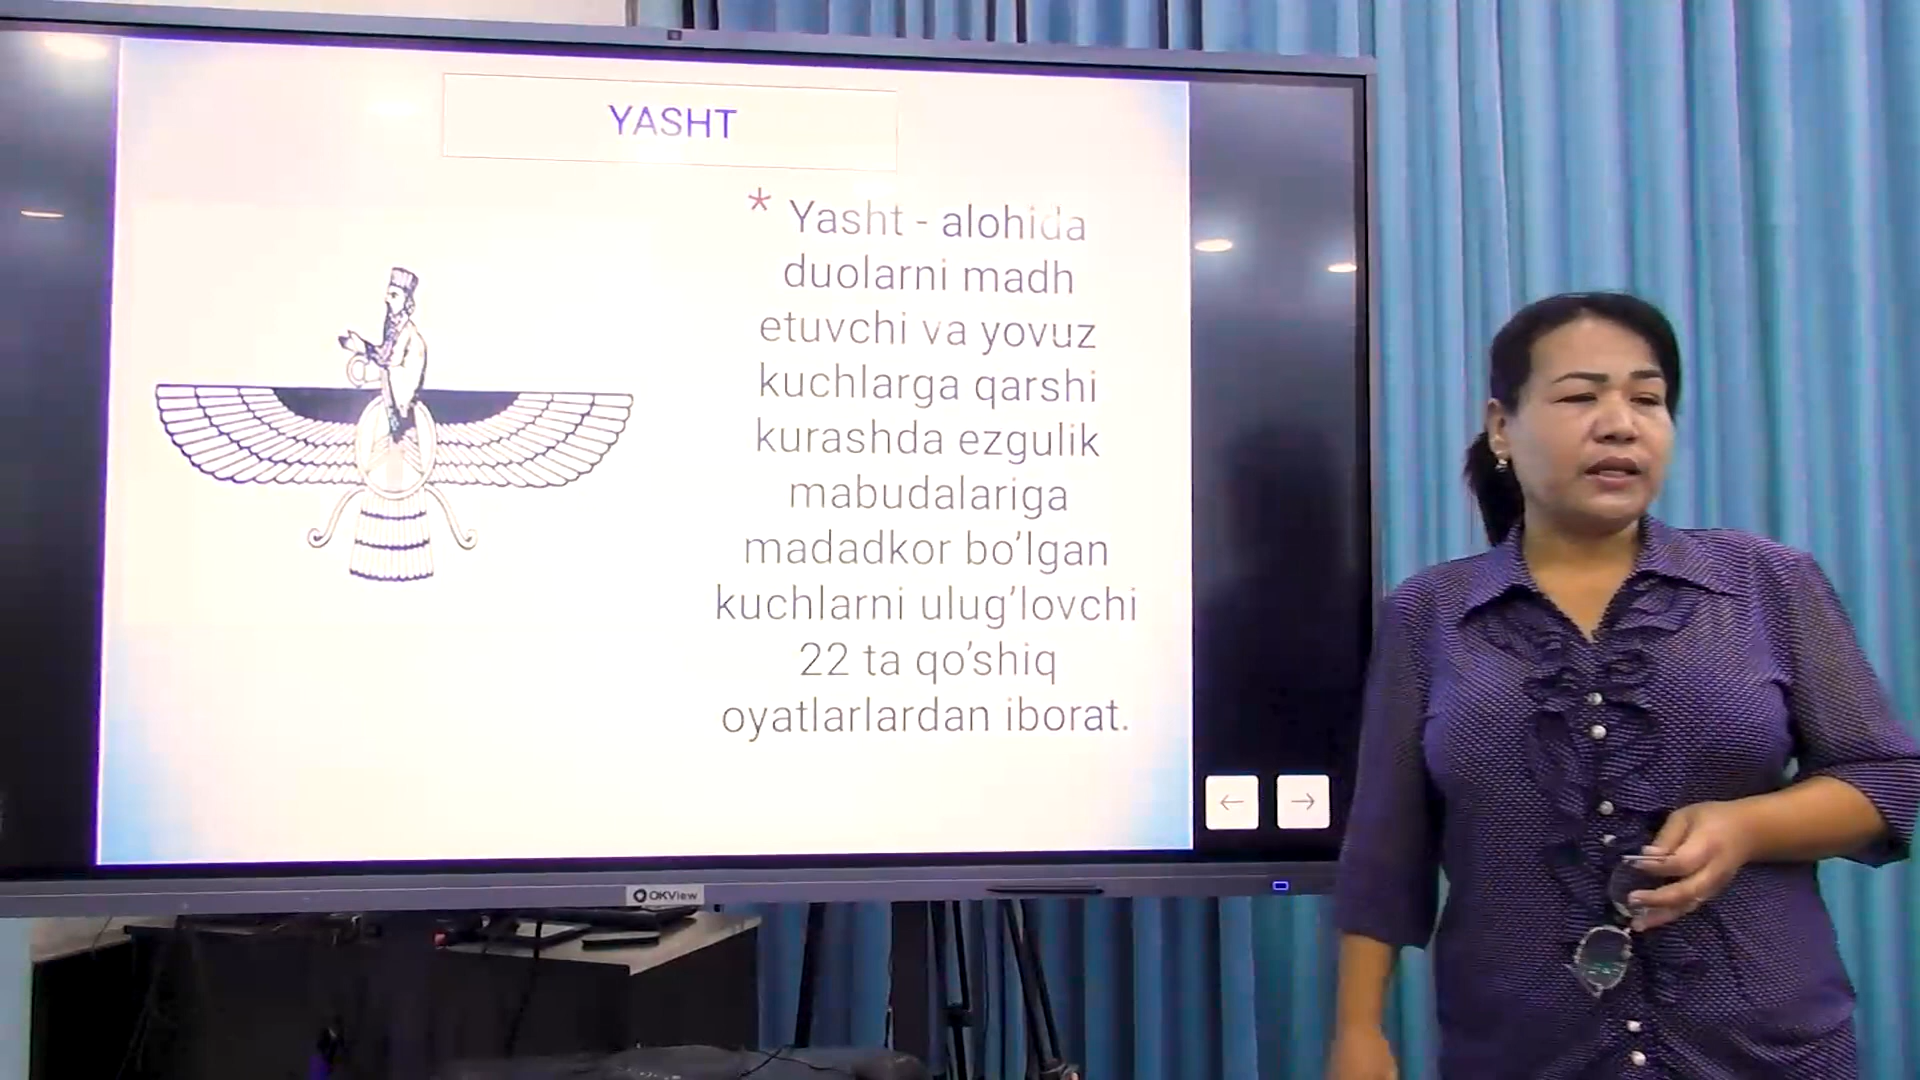 YASHT
* Yasht - alohida
duolarni madh
etuvchi va yovuz
kuchlarga qarshi
kurashda ezgulik
mabudalariga
madadkor bo’lgan
kuchlarni ulug’lovchi
22 ta qo’shiq
oyatlarlardan iborat.
OKView